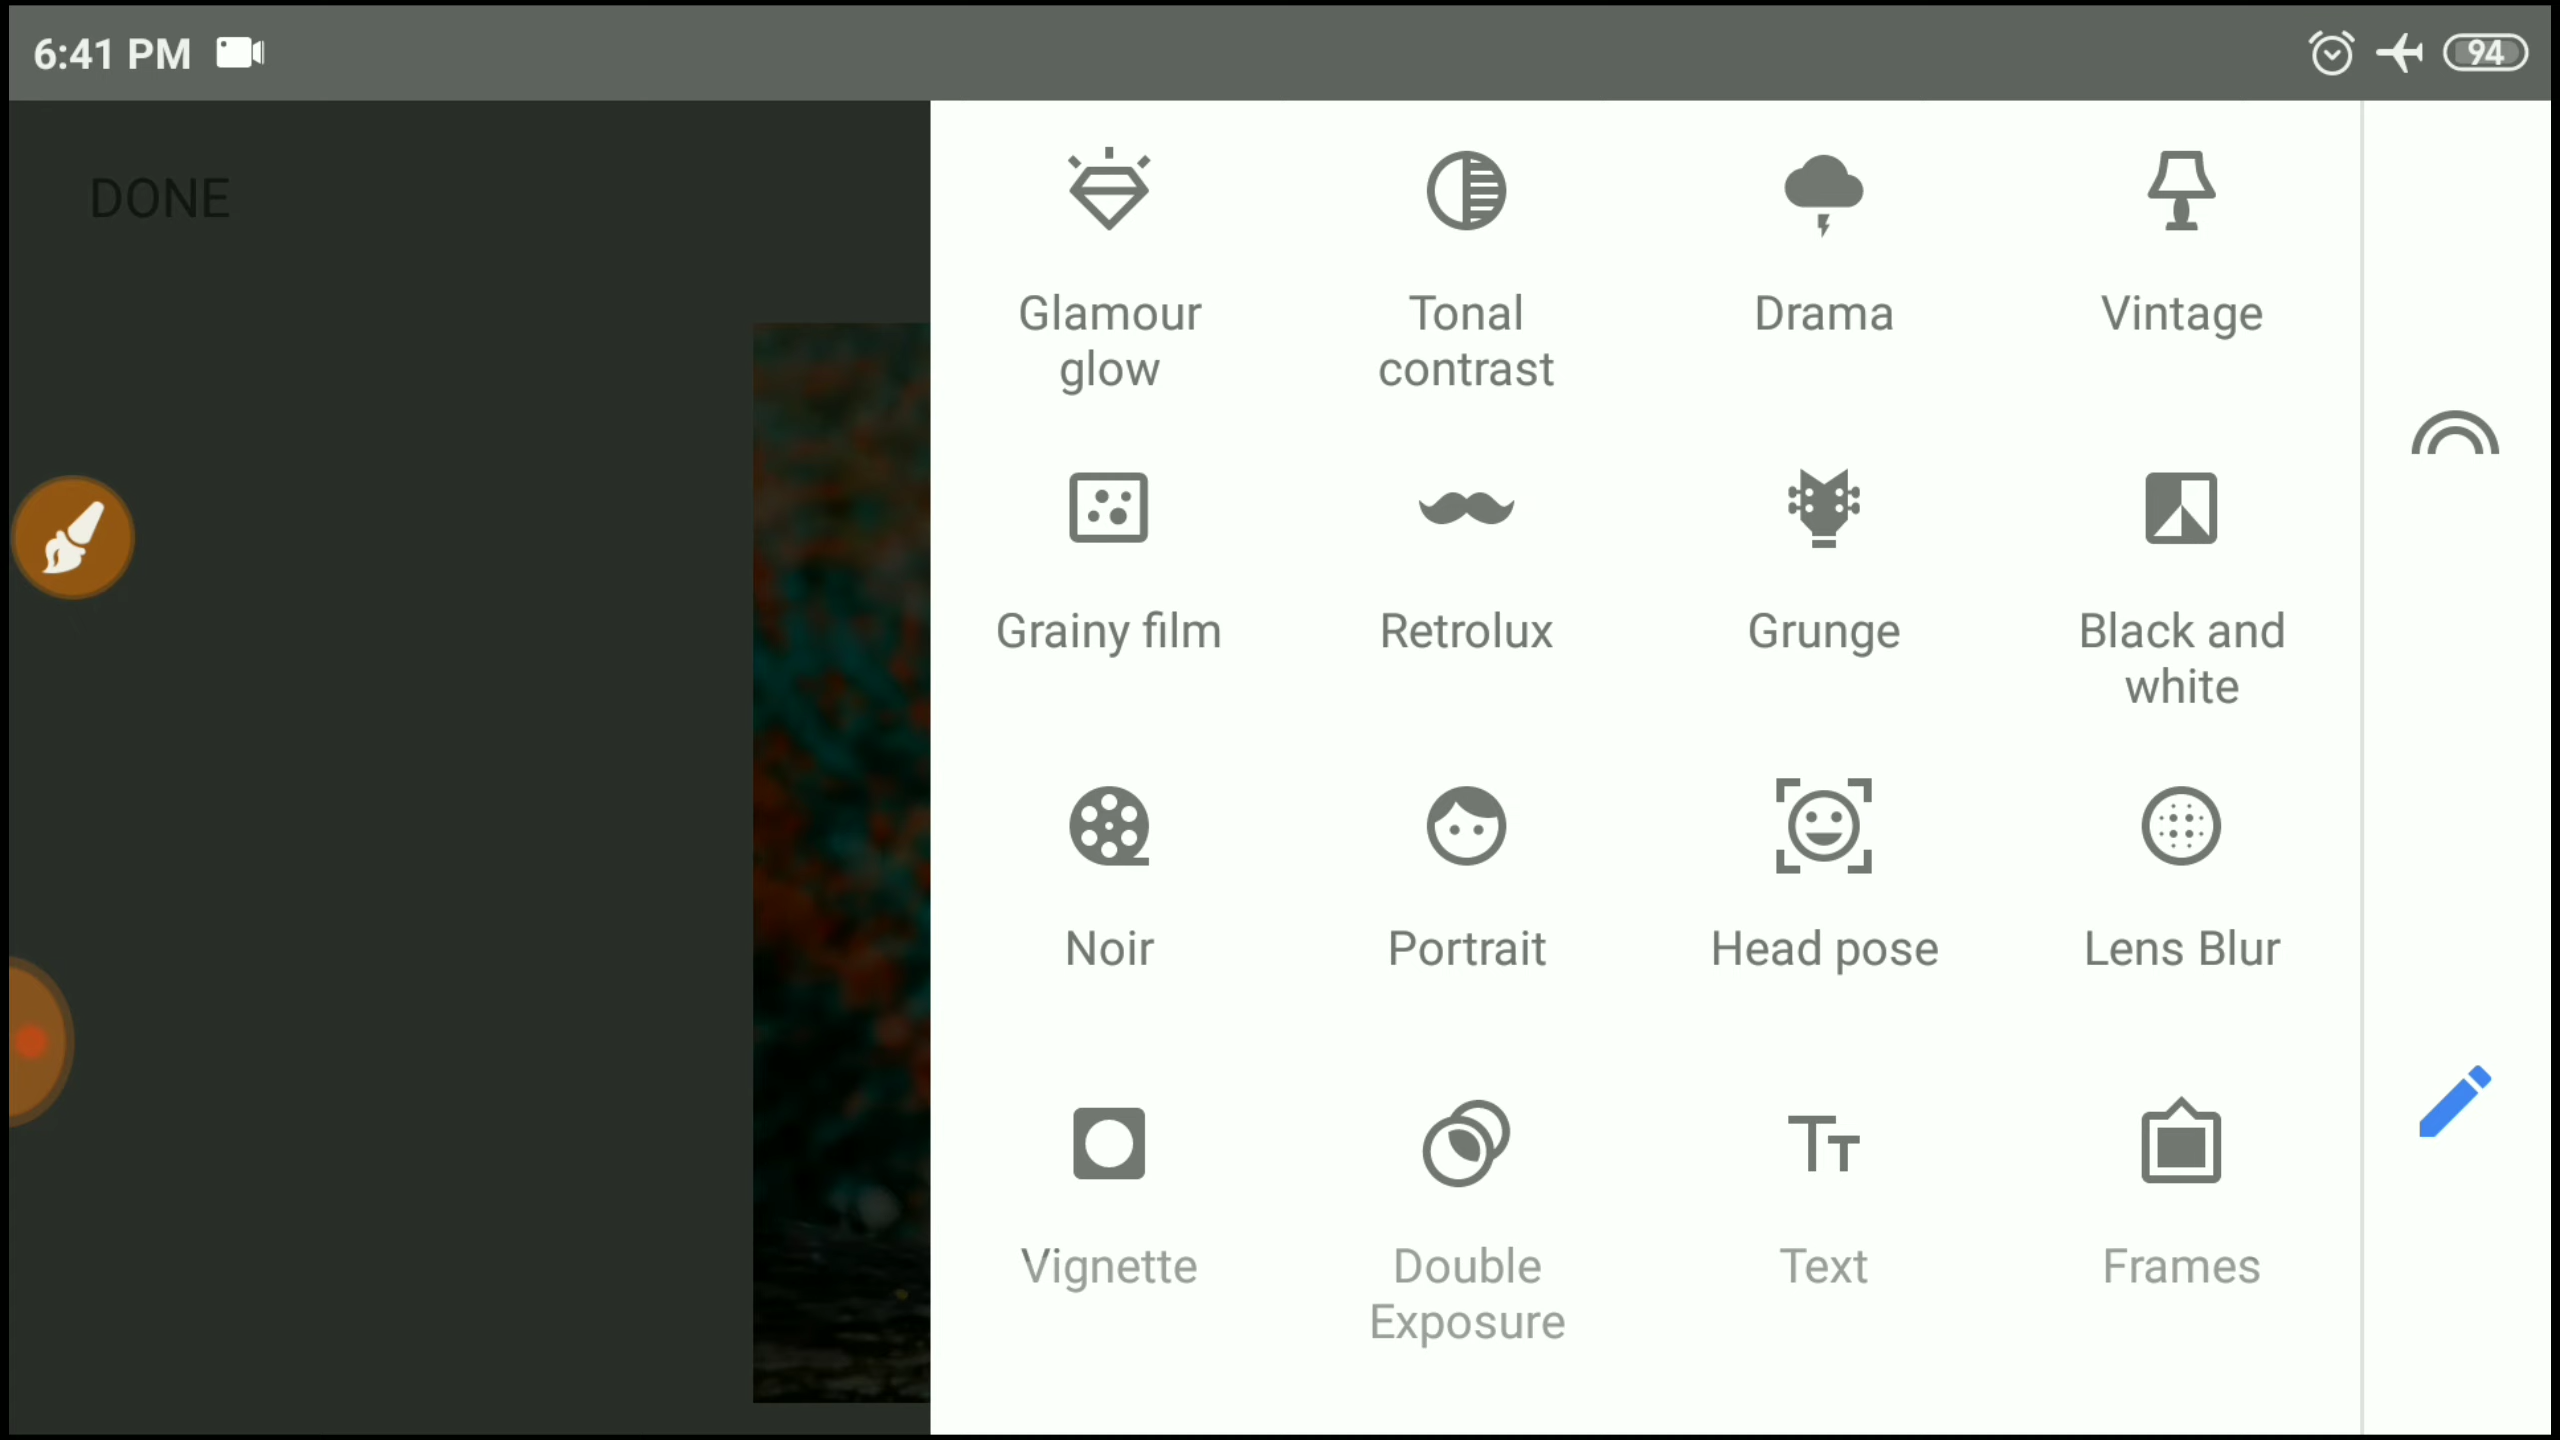 6:41 PM
94
DONE
Glamour
glow
Tonal
contrast
Drama
Vintage
Grainy film
Retrolux
Grunge
Black and
white
Noir
Portrait
Head pose
Lens Blur
Vignette
Double
Exposure
Text
Frames